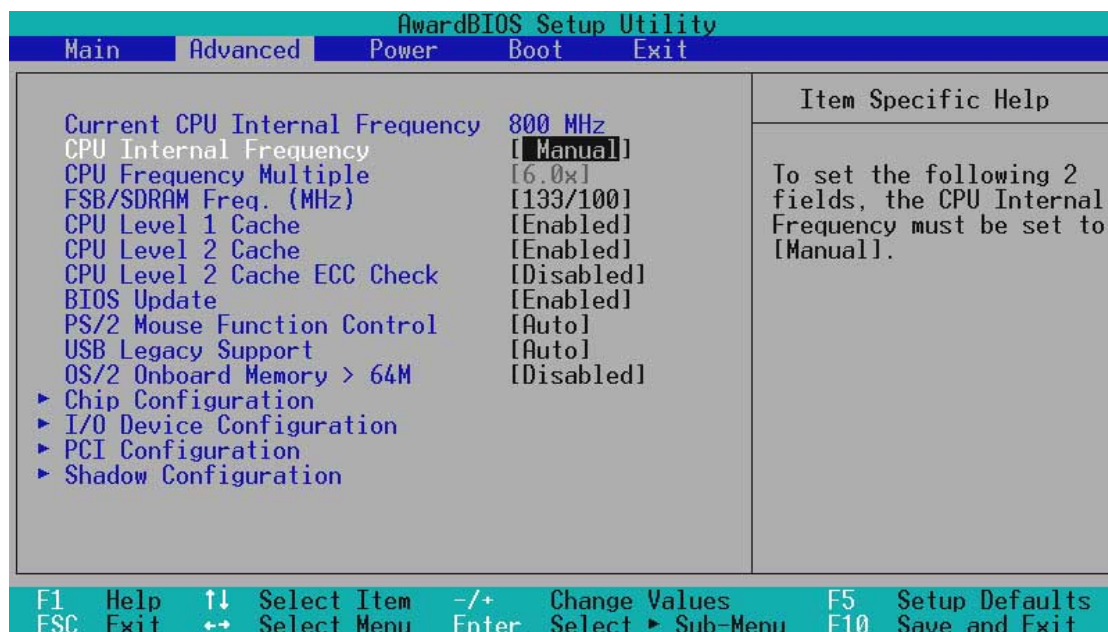 AwardBIOS Setup Utility
Main Advanced Power Boot Exit
Item Specific Help
Current CPU Internal Frequency 800 MHz
CPU Internal Frequency [ Manual]
CPU Frequency Multiple [6.0x]
FSB/SDRAM Freq. (MHz) [133/100]
CPU Level 1 Cache [Enabled]
CPU Level 2 Cache [Enabled]
CPU Level 2 Cache ECC Check [Disabled]
BIOS Update [Enabled]
PS/2 Mouse Function Control [Auto]
USB Legacy Support [Auto]
OS/2 Onboard Memory > 64M [Disabled]
► Chip Configuration
► I/O Device Configuration
► PCI Configuration
► Shadow Configuration
To set the following 2
fields, the CPU Internal
Frequency must be set to
[Manual].
F1 Help ↑↓ Select Item -/+ Change Values F5 Setup Defaults
ESC Exit ←→ Select Menu Enter Select ► Sub-Menu F10 Save and Exit